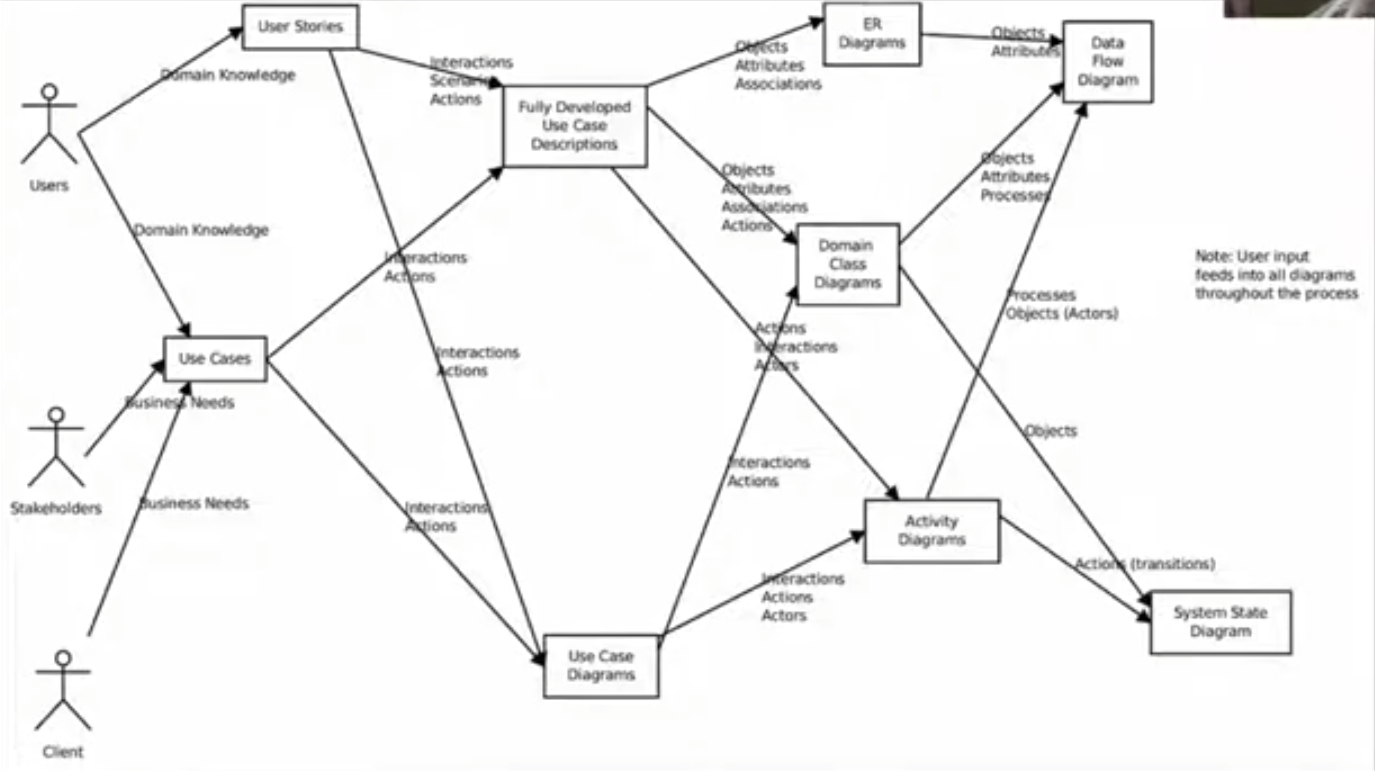 User Stories
ER
Diagrams
Objects
Attributes
Data
Flow
Diagram
Domain Knowledge
Interactions
Scenarios
Actions
Objects
Attributes
Associations
Users
Fully Developed
Use Case
Descriptions
Objects
Attributes
Associations
Actions
Objects
Attributes
Processes
Domain Knowledge
Interactions
Actions
Domain
Class
Diagrams
Note: User input
feeds into all diagrams
throughout the process
Use Cases
Business Needs
Interactions
Actions
Actions
Interactions
Actors
Processes
Objects (Actors)
Stakeholders
Business Needs
Interactions
Actions
Interactions
Actions
Objects
Activity
Diagrams
Actions (transitions)
Interactions
Actions
Actors
System State
Diagram
Use Case
Diagrams
Client